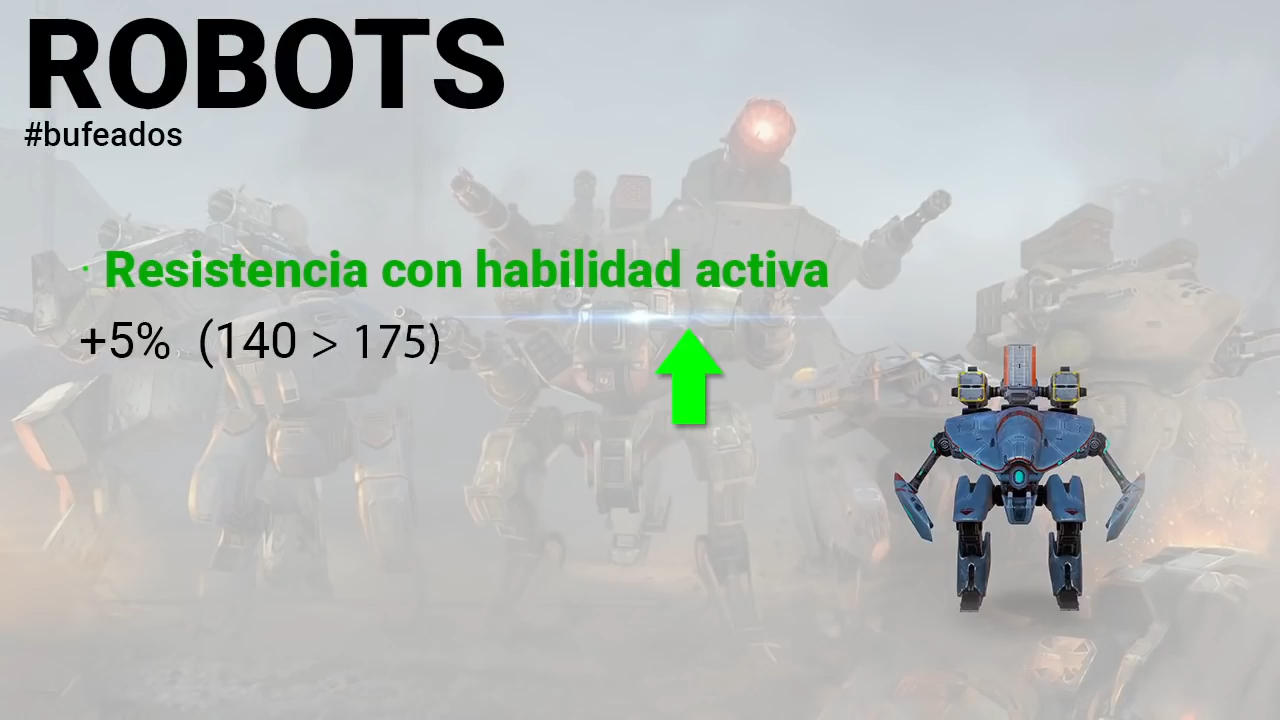 ROBOTS
#bufeados
· Resistencia con habilidad activa
+5% (140 > 175)